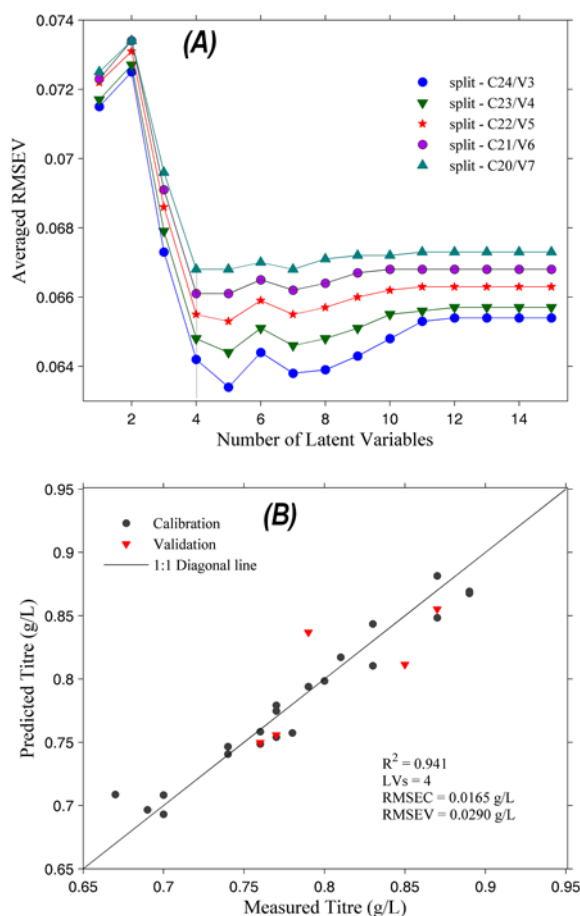 (A)
0.074
0.072
0.07
0.068
0.066
0.064
Averaged RMSEV
split - C24/V3
split - C23/V4
split - C22/V5
split - C21/V6
split - C20/V7
2 4 6 8 10 12 14
Number of Latent Variables
(B)
0.95
0.9
0.85
0.8
0.75
0.7
0.65
Predicted Titre (g/L)
Calibration
Validation
1:1 Diagonal line
R² = 0.941
LVs = 4
RMSEC = 0.0165 g/L
RMSEV = 0.0290 g/L
0.65 0.7 0.75 0.8 0.85 0.9 0.95
Measured Titre (g/L)